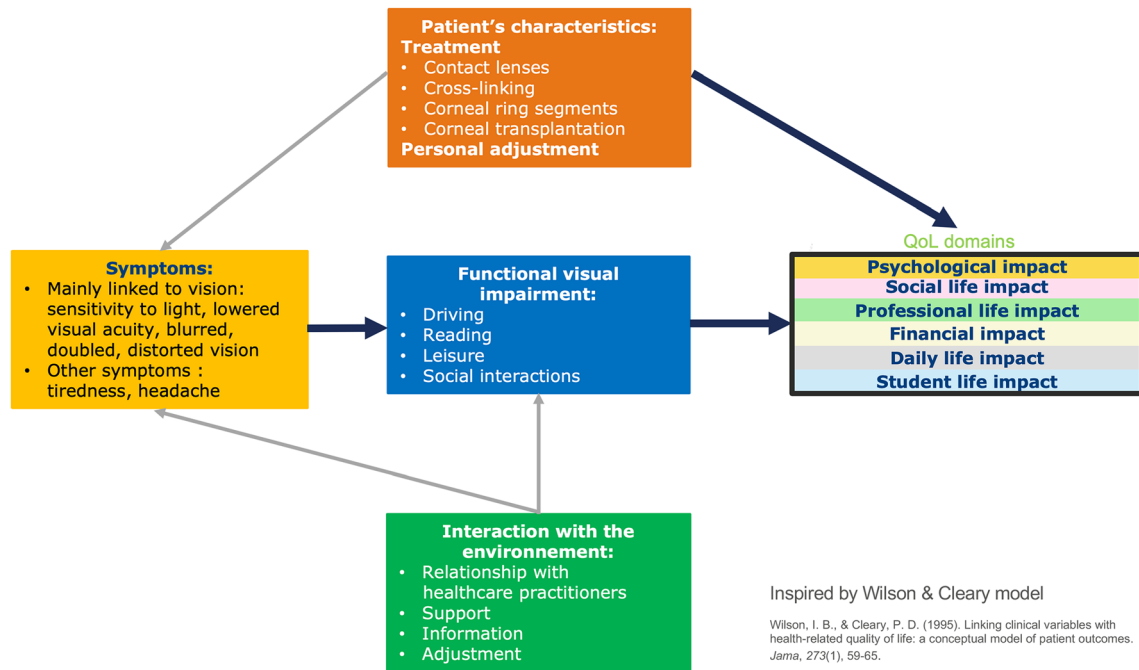 Patient's characteristics:
Treatment
• Contact lenses
• Cross-linking
• Corneal ring segments
• Corneal transplantation
Personal adjustment
Symptoms:
• Mainly linked to vision:
sensitivity to light, lowered
visual acuity, blurred,
doubled, distorted vision
• Other symptoms :
tiredness, headache
Functional visual
impairment:
• Driving
• Reading
• Leisure
• Social interactions
QoL domains
Psychological impact
Social life impact
Professional life impact
Financial impact
Daily life impact
Student life impact
Interaction with the
environnement:
• Relationship with
healthcare practitioners
• Support
• Information
• Adjustment
Inspired by Wilson & Cleary model
Wilson, I. B., & Cleary, P. D. (1995). Linking clinical variables with
health-related quality of life: a conceptual model of patient outcomes.
Jama, 273(1), 59-65.